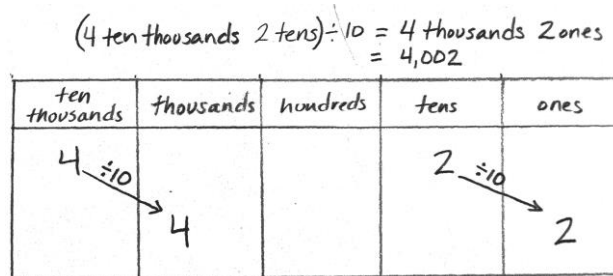 (4 ten thousands 2 tens) ÷ 10 = 4 thousands 2 ones
= 4,002
ten thousands thousands hundreds tens ones
4 ÷10 2 ÷10
4 2